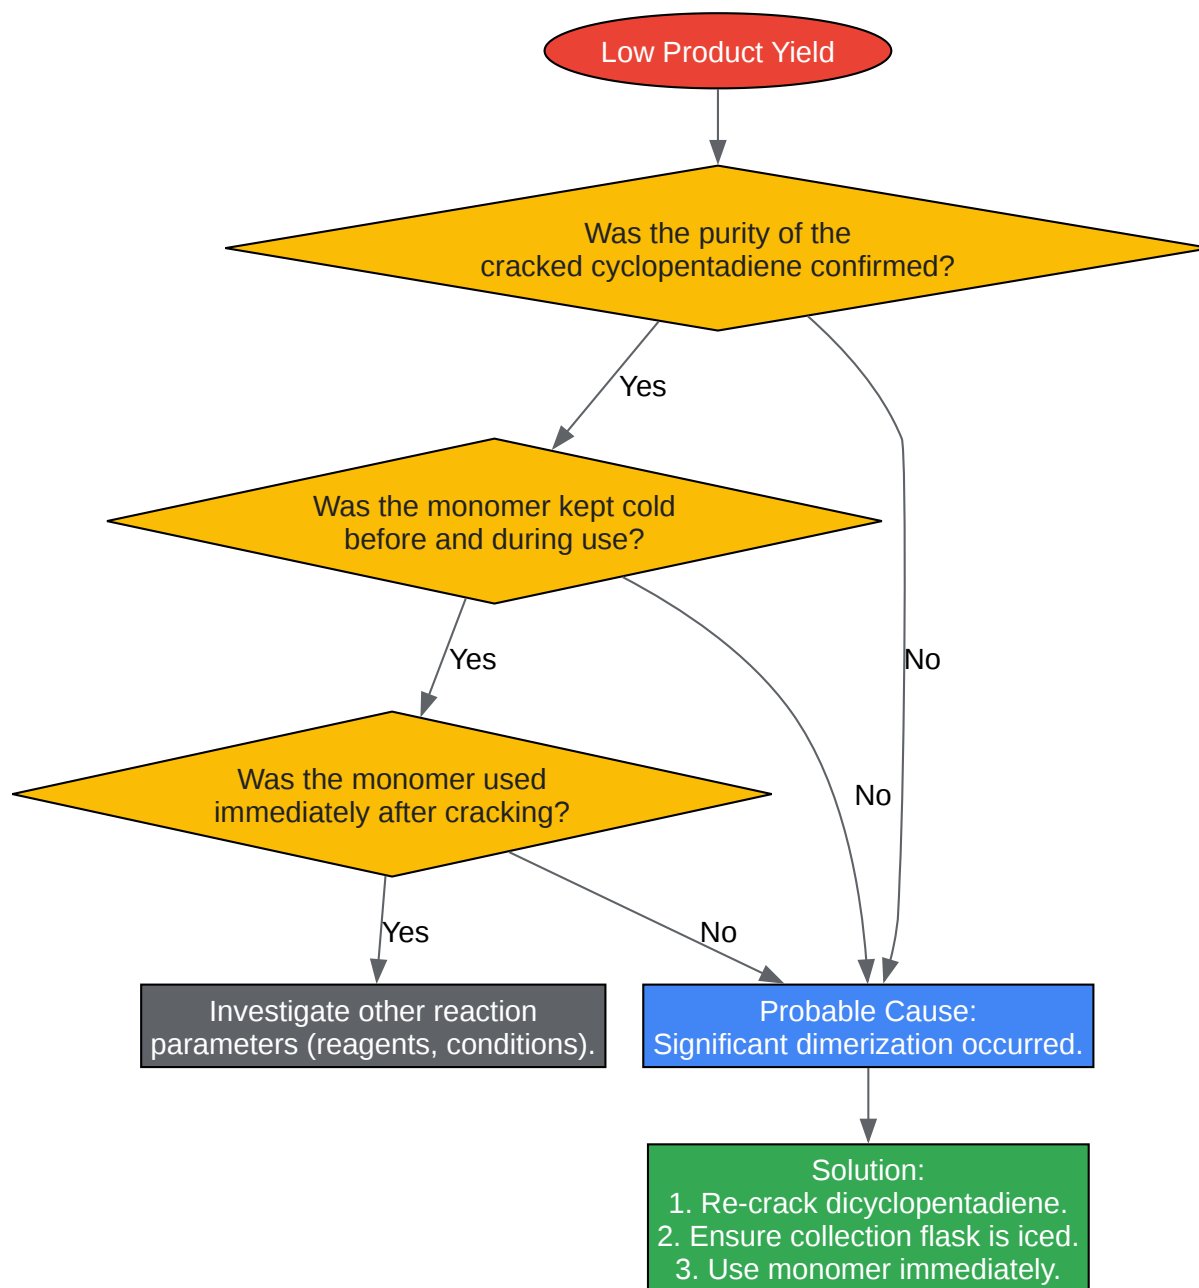 Low Product Yield
Was the purity of the
cracked cyclopentadiene confirmed?
Yes
Was the monomer kept cold
before and during use?
Yes
No
Was the monomer used
immediately after cracking?
No
Yes
No
Investigate other reaction
parameters (reagents, conditions).
Probable Cause:
Significant dimerization occurred.
Solution:
1. Re-crack dicyclopentadiene.
2. Ensure collection flask is iced.
3. Use monomer immediately.